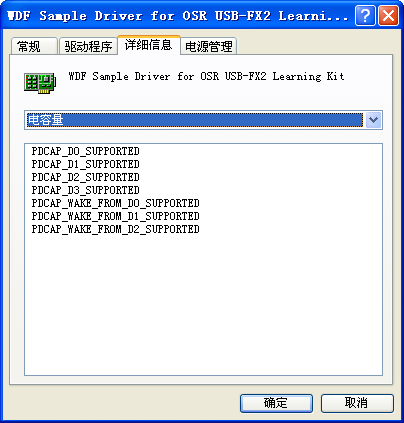 WDF Sample Driver for OSR USB-FX2 Learni...
常规
驱动程序
详细信息
电源管理
WDF Sample Driver for OSR USB-FX2 Learning Kit
电容量
PDCAP_D0_SUPPORTED
PDCAP_D1_SUPPORTED
PDCAP_D2_SUPPORTED
PDCAP_D3_SUPPORTED
PDCAP_WAKE_FROM_D0_SUPPORTED
PDCAP_WAKE_FROM_D1_SUPPORTED
PDCAP_WAKE_FROM_D2_SUPPORTED
确定
取消